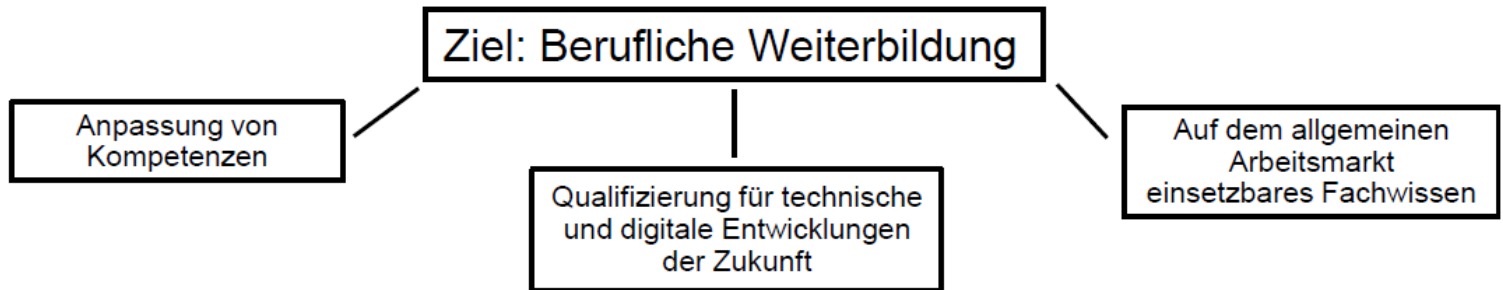 Ziel: Berufliche Weiterbildung
Anpassung von
Kompetenzen
Qualifizierung für technische
und digitale Entwicklungen
der Zukunft
Auf dem allgemeinen
Arbeitsmarkt
einsetzbares Fachwissen